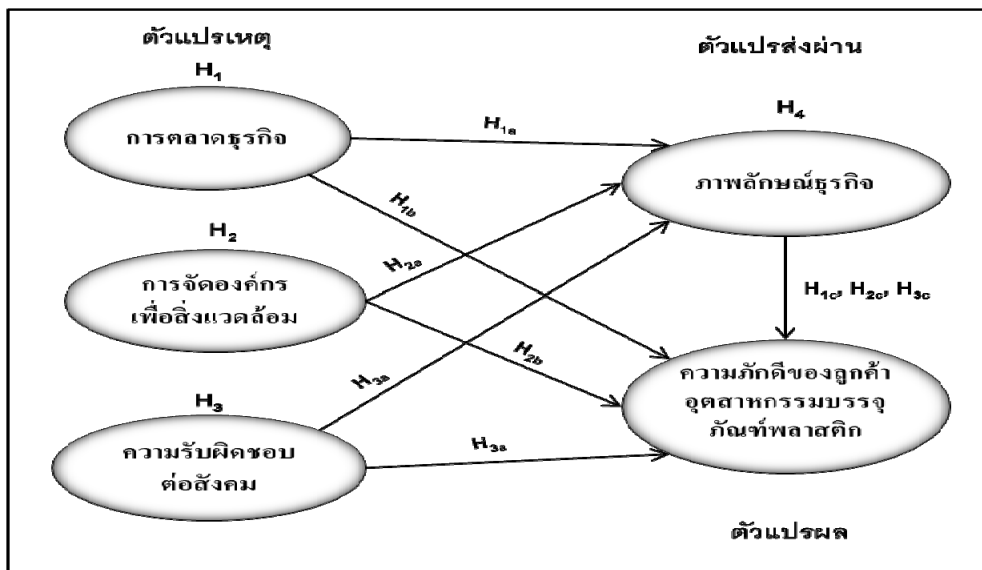 ตัวแปรเหตุ
ตัวแปรส่งผ่าน
H1
การตลาดธุรกิจ
H1a
H4
ภาพลักษณ์ธุรกิจ
H1b
H2
การจัดองค์กร
เพื่อสิ่งแวดล้อม
H2a
H2b
H1c, H2c, H3c
H3
ความรับผิดชอบ
ต่อสังคม
H3a
H3a
ความภักดีของลูกค้า
อุตสาหกรรมบรรจุ
ภัณฑ์พลาสติก
ตัวแปรผล